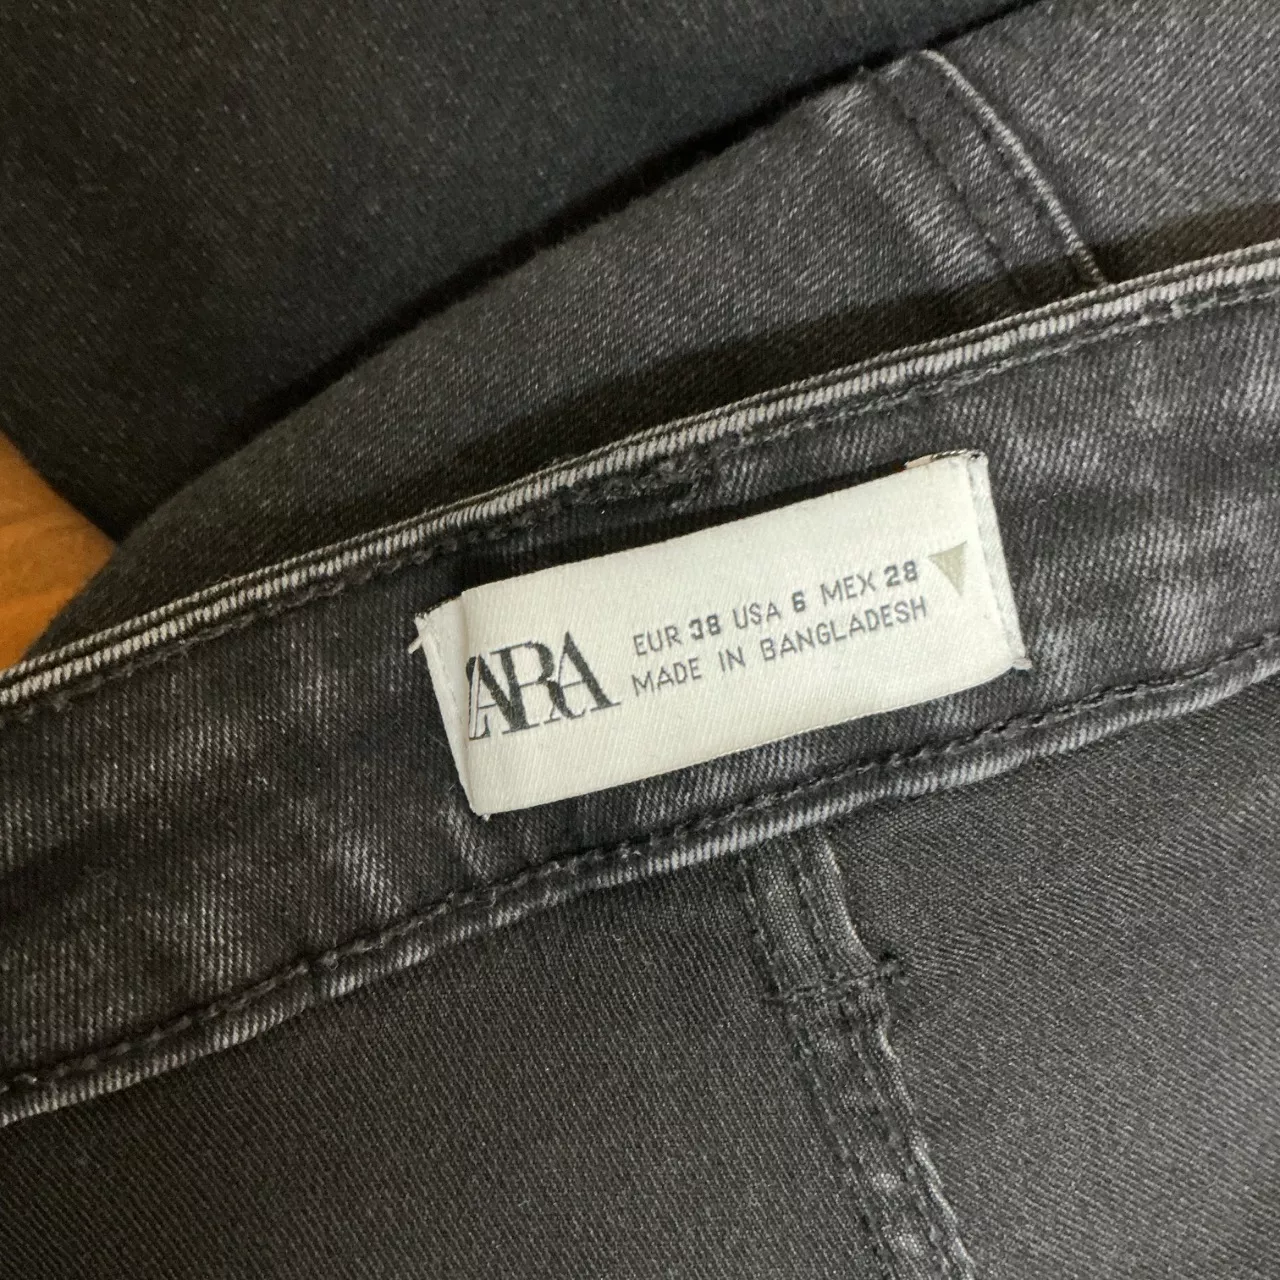 ZARA
EUR 38 USA 6 MEX 28
MADE IN BANGLADESH